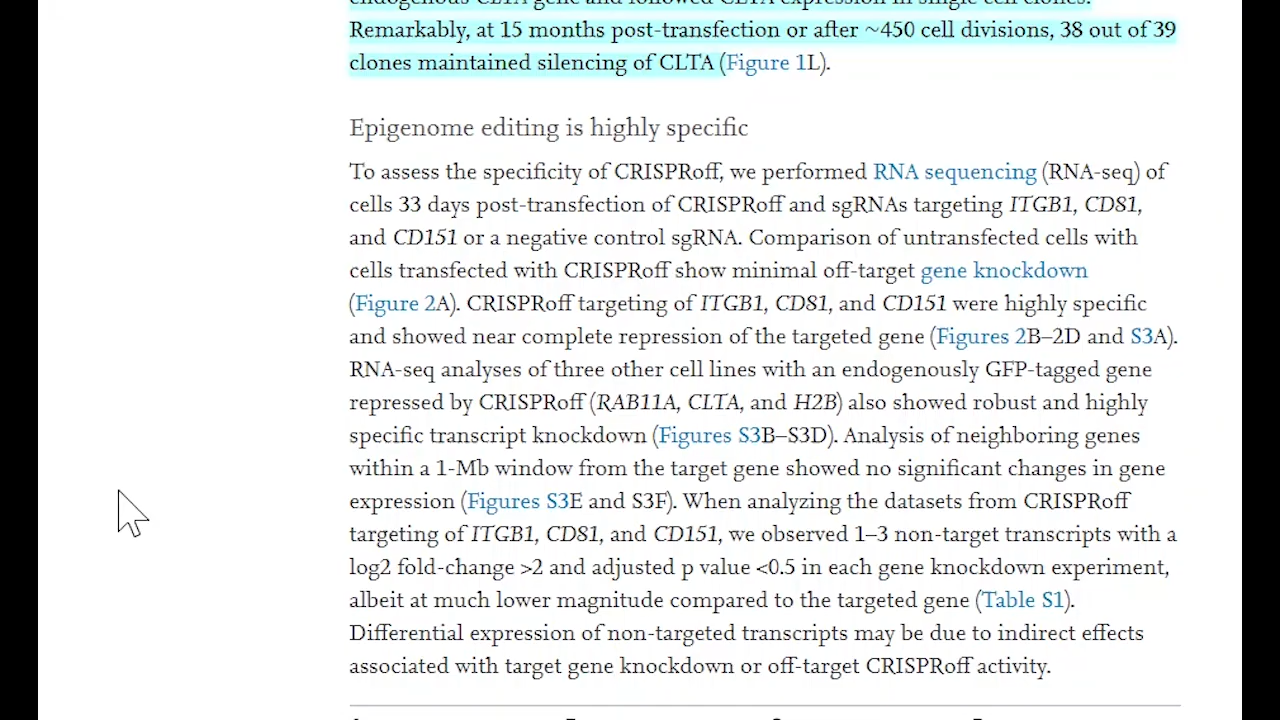 endogenous CLTA gene and followed CLTA expression in single cell clones.
Remarkably, at 15 months post-transfection or after ~450 cell divisions, 38 out of 39
clones maintained silencing of CLTA (Figure 1L).
Epigenome editing is highly specific
To assess the specificity of CRISPRoff, we performed RNA sequencing (RNA-seq) of
cells 33 days post-transfection of CRISPRoff and sgRNAs targeting ITGB1, CD81,
and CD151 or a negative control sgRNA. Comparison of untransfected cells with
cells transfected with CRISPRoff show minimal off-target gene knockdown
(Figure 2A). CRISPRoff targeting of ITGB1, CD81, and CD151 were highly specific
and showed near complete repression of the targeted gene (Figures 2B–2D and S3A).
RNA-seq analyses of three other cell lines with an endogenously GFP-tagged gene
repressed by CRISPRoff (RAB11A, CLTA, and H2B) also showed robust and highly
specific transcript knockdown (Figures S3B–S3D). Analysis of neighboring genes
within a 1-Mb window from the target gene showed no significant changes in gene
expression (Figures S3E and S3F). When analyzing the datasets from CRISPRoff
targeting of ITGB1, CD81, and CD151, we observed 1–3 non-target transcripts with a
log2 fold-change >2 and adjusted p value <0.5 in each gene knockdown experiment,
albeit at much lower magnitude compared to the targeted gene (Table S1).
Differential expression of non-targeted transcripts may be due to indirect effects
associated with target gene knockdown or off-target CRISPRoff activity.